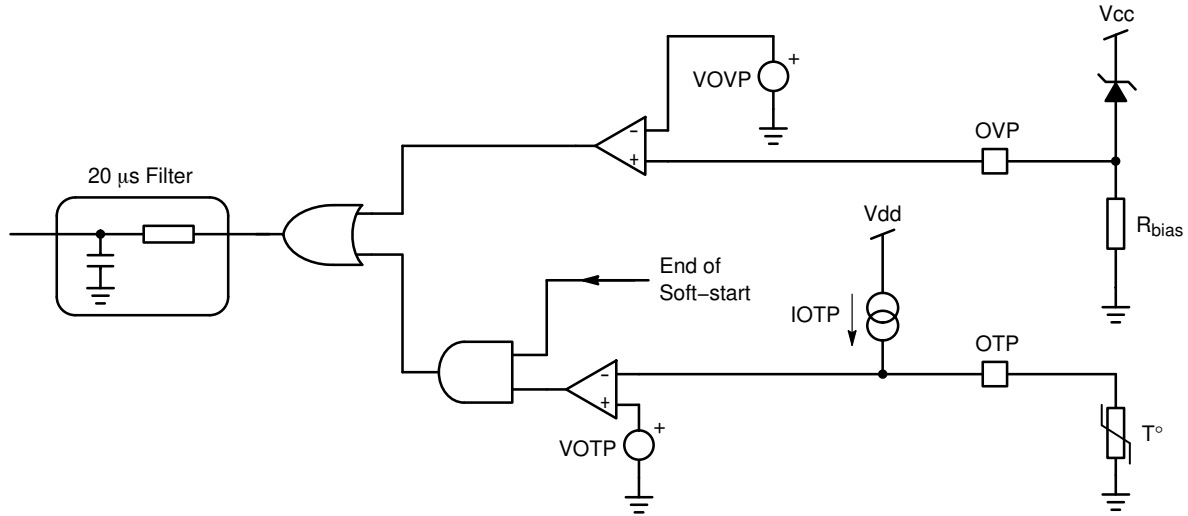 Vcc
VOVP
+
OVP
-
+
20 μs Filter
Vdd
Rbias
End of
Soft−start
IOTP
OTP
-
+
+
VOTP
T°